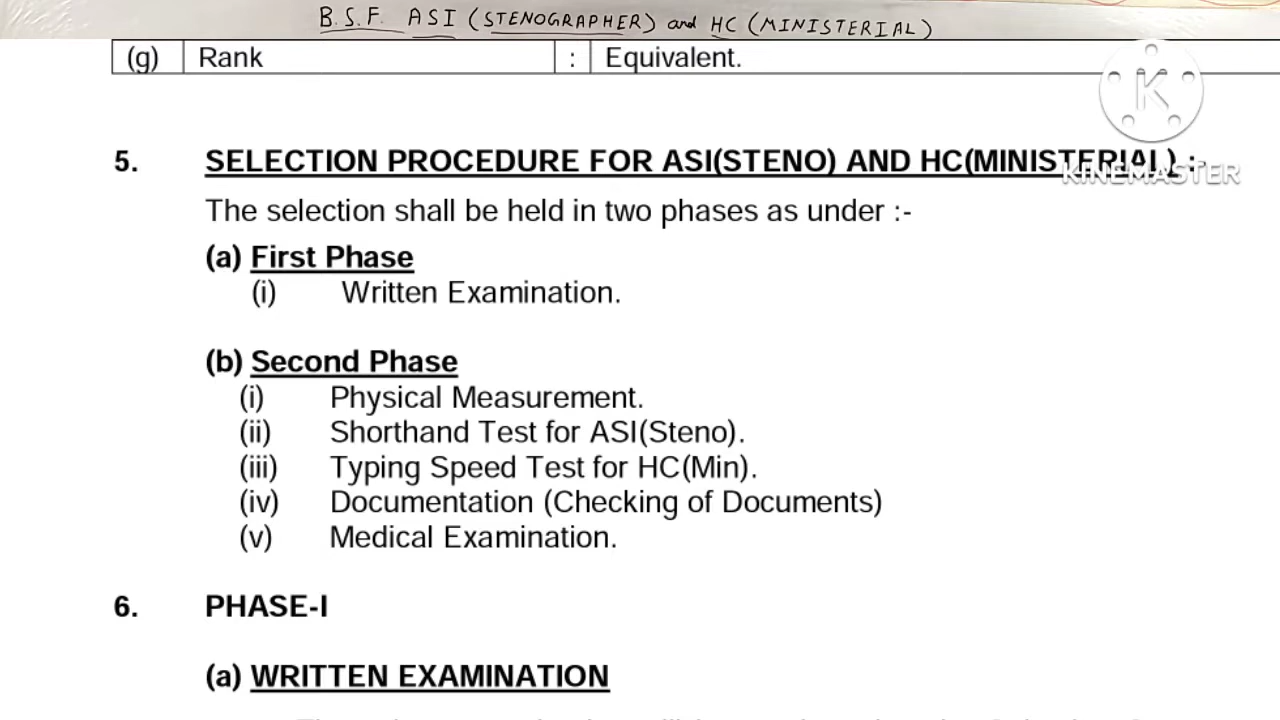 B.S.F. ASI (STENOGRAPHER) and HC (MINISTERIAL)
(g) Rank : Equivalent.
K
KINEMASTER
5. SELECTION PROCEDURE FOR ASI(STENO) AND HC(MINISTERIAL) :-
The selection shall be held in two phases as under :-
(a) First Phase
(i) Written Examination.
(b) Second Phase
(i) Physical Measurement.
(ii) Shorthand Test for ASI(Steno).
(iii) Typing Speed Test for HC(Min).
(iv) Documentation (Checking of Documents)
(v) Medical Examination.
6. PHASE-I
(a) WRITTEN EXAMINATION